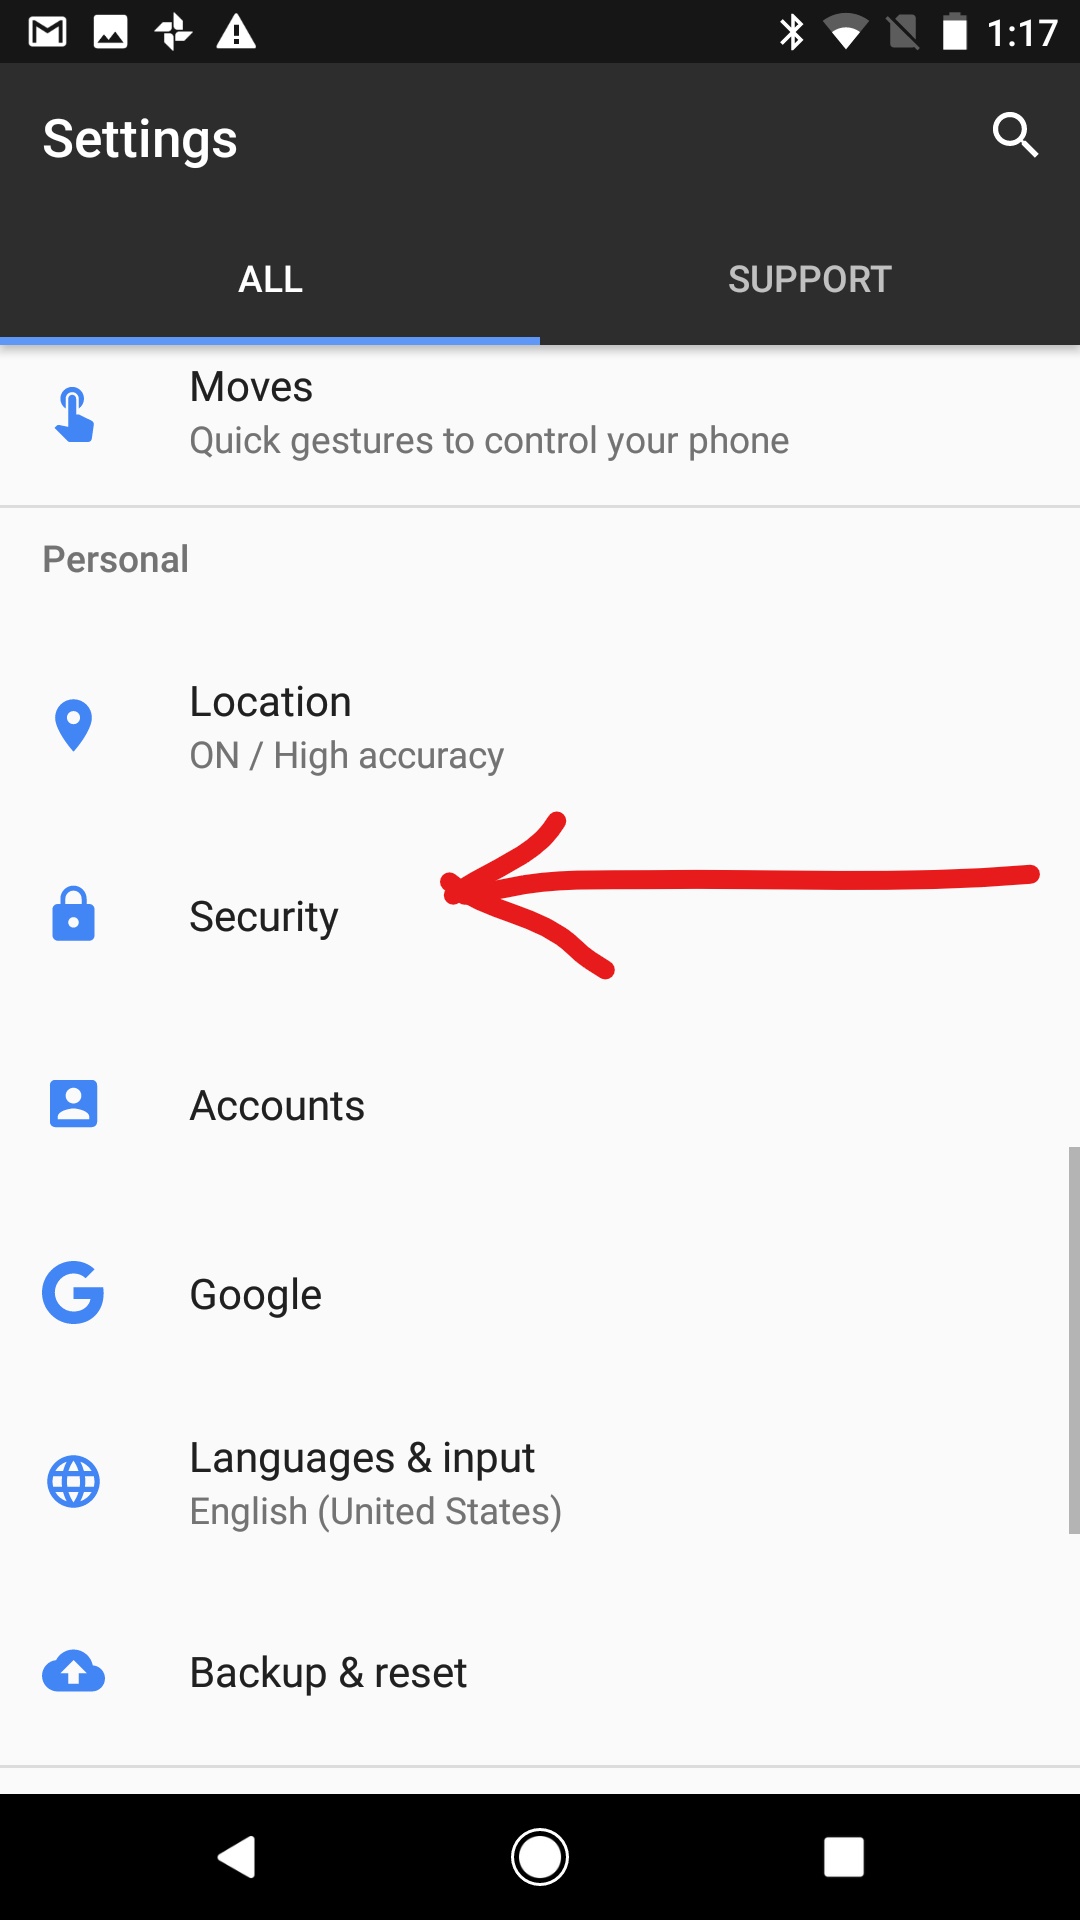 1:17
Settings
ALL
SUPPORT
Moves
Quick gestures to control your phone
Personal
Location
ON / High accuracy
Security
Accounts
Google
Languages & input
English (United States)
Backup & reset